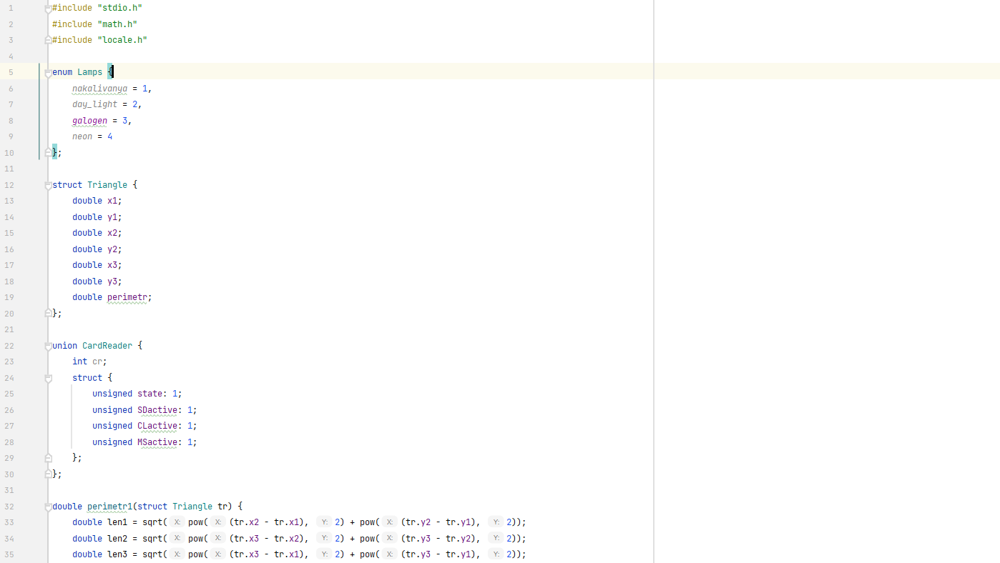 1 #include "stdio.h"
2 #include "math.h"
3 #include "locale.h"
4
5 enum Lamps {
6     nakalivanya = 1,
7     day_light = 2,
8     galogen = 3,
9     neon = 4
10 };
11
12 struct Triangle {
13     double x1;
14     double y1;
15     double x2;
16     double y2;
17     double x3;
18     double y3;
19     double perimetr;
20 };
21
22 union CardReader {
23     int cr;
24     struct {
25         unsigned state: 1;
26         unsigned SDactive: 1;
27         unsigned CLactive: 1;
28         unsigned MSactive: 1;
29     };
30 };
31
32 double perimetr1(struct Triangle tr) {
33     double len1 = sqrt( X: pow( X: (tr.x2 - tr.x1), Y: 2) + pow( X: (tr.y2 - tr.y1), Y: 2));
34     double len2 = sqrt( X: pow( X: (tr.x3 - tr.x2), Y: 2) + pow( X: (tr.y3 - tr.y2), Y: 2));
35     double len3 = sqrt( X: pow( X: (tr.x3 - tr.x1), Y: 2) + pow( X: (tr.y3 - tr.y1), Y: 2));